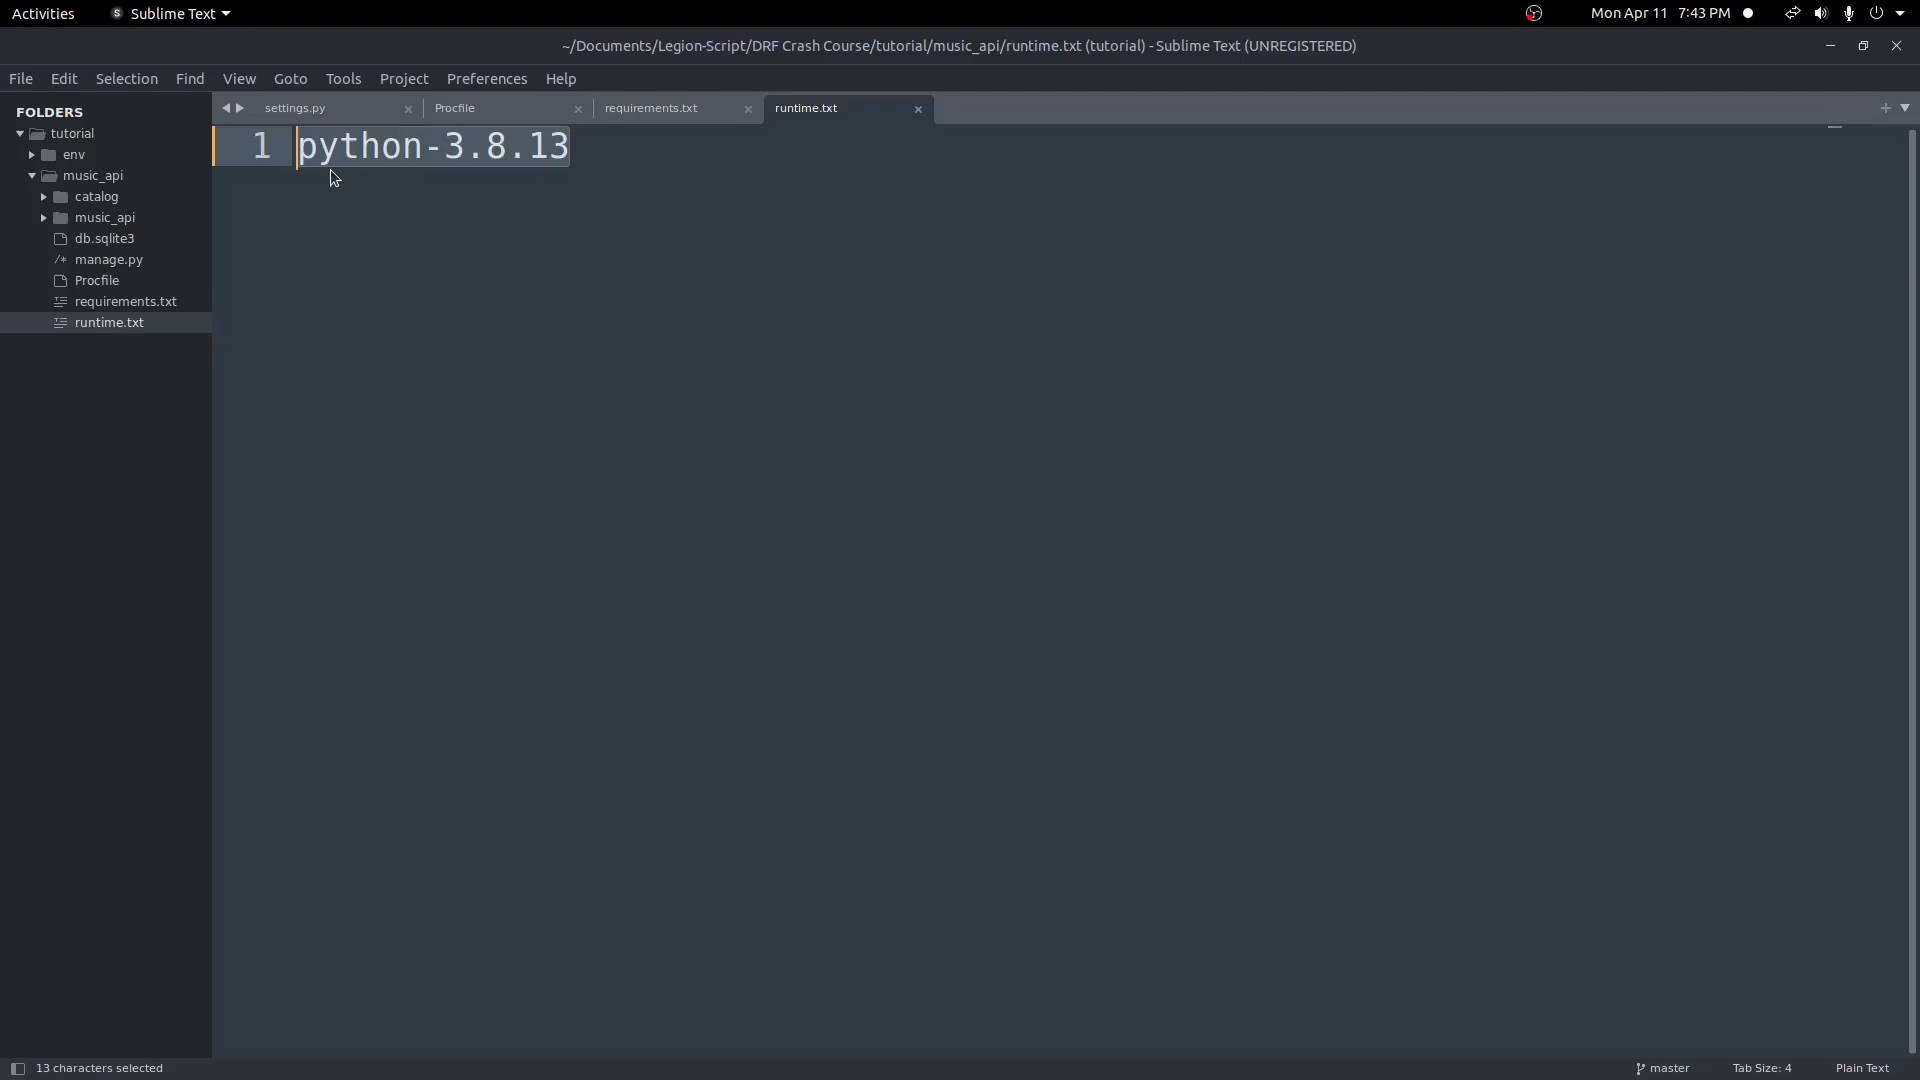 Activities Sublime Text Mon Apr 11 7:43 PM
~/Documents/Legion-Script/DRF Crash Course/tutorial/music_api/runtime.txt (tutorial) - Sublime Text (UNREGISTERED)
File Edit Selection Find View Goto Tools Project Preferences Help
FOLDERS
tutorial
env
music_api
catalog
music_api
db.sqlite3
manage.py
Procfile
requirements.txt
runtime.txt
settings.py Procfile requirements.txt runtime.txt
1 python-3.8.13
13 characters selected master Tab Size: 4 Plain Text